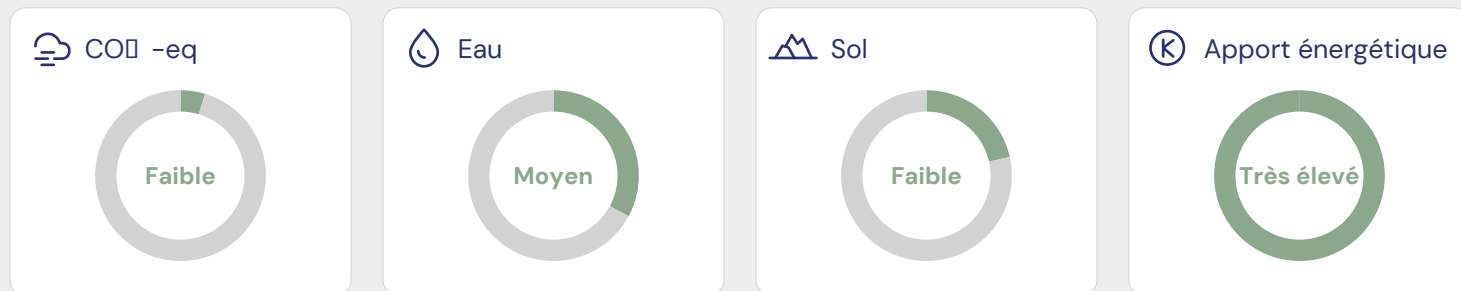 CO▯ -eq
Faible
Eau
Moyen
Sol
Faible
Apport énergétique
Très élevé